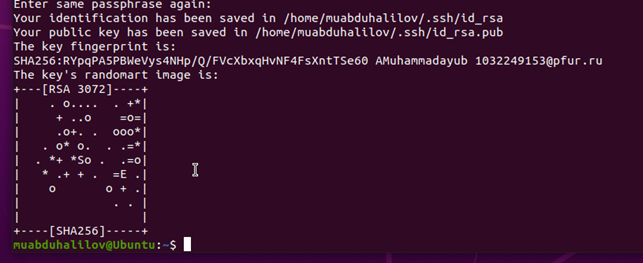 Enter same passphrase again:
Your identification has been saved in /home/muabduhalilov/.ssh/id_rsa
Your public key has been saved in /home/muabduhalilov/.ssh/id_rsa.pub
The key fingerprint is:
SHA256:RYpqPA5PBWeVys4NHp/Q/FVcXbxqHvNF4FsXntTSe60 AMuhammadayub 1032249153@pfur.ru
The key's randomart image is:
+---[RSA 3072]----+
|    . o....  . +*|
|     + ..o    =o=|
|     .o+. .  ooo*|
|   . o* o.  . .=*|
|  . *+ *So .  .=o|
|   * .+ + .  =E .|
|    o       o + .|
|             . . |
|                 |
+----[SHA256]-----+
muabduhalilov@Ubuntu:~$